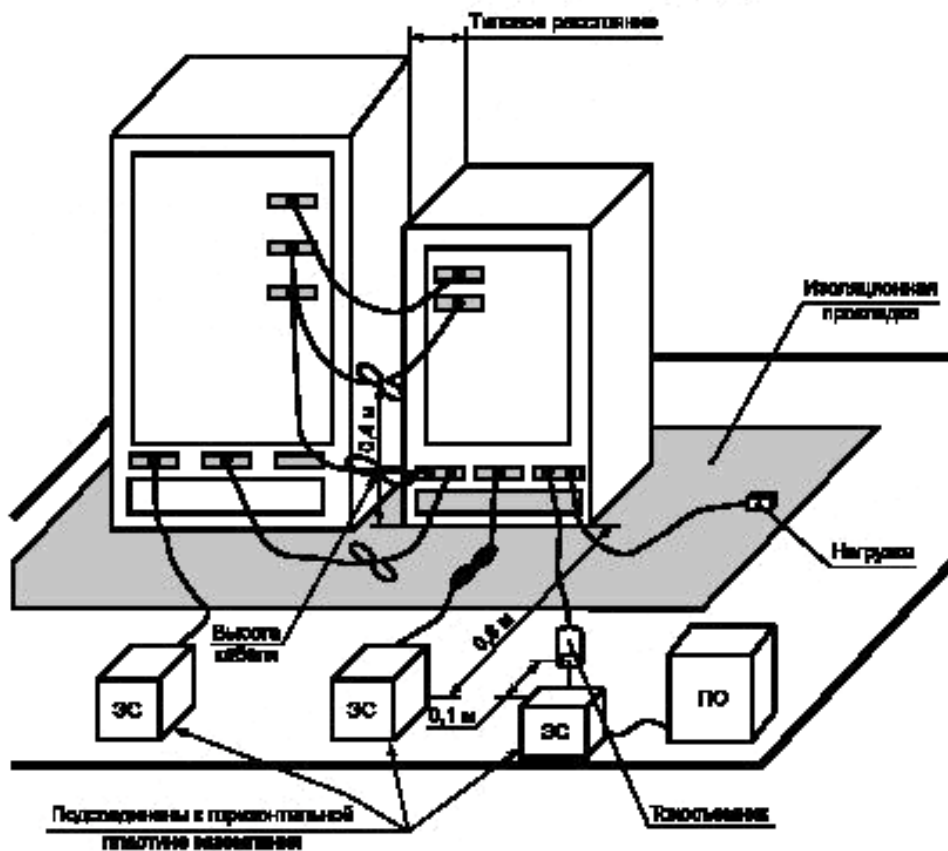 Типовое расстояние
Изоляционная
прокладка
0,4 м
Нагрузка
Высота
кабеля
0,8 м
0,1 м
ЭС
ЭС
ЭС
ПО
Подсоединены к горизонтальной
пластине заземления
Токосъемник